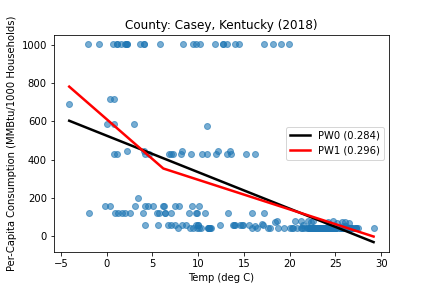 County: Casey, Kentucky (2018)
Per-Capita Consumption (MMBtu/1000 Households)
1000
800
600
400
200
0
PW0 (0.284)
PW1 (0.296)
−5
0
5
10
15
20
25
30
Temp (deg C)